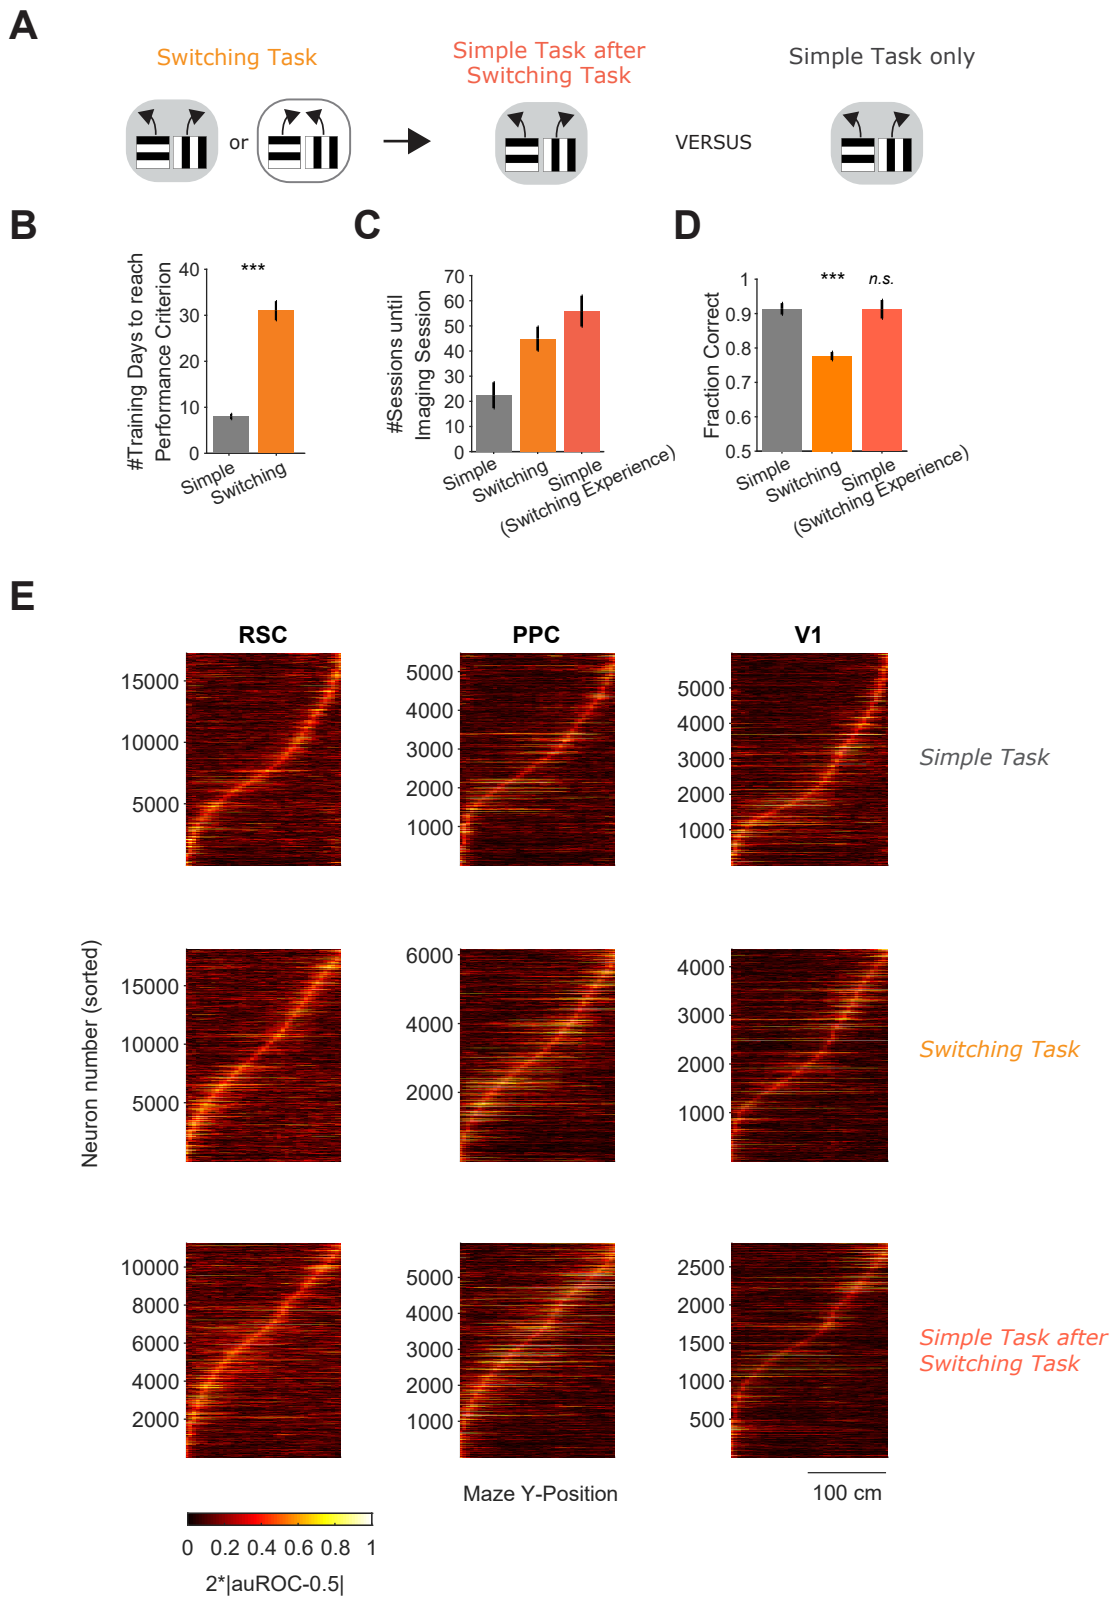 A
Switching Task
Simple Task after
Switching Task
Simple Task only
or
VERSUS
B
#Training Days to reach
Performance Criterion
40
30
20
10
0
***
Simple
Switching
C
#Sessions until
Imaging Session
70
60
50
40
30
20
10
0
Simple
Switching
Simple
(Switching Experience)
D
Fraction Correct
1
0.9
0.8
0.7
0.6
0.5
***
n.s.
Simple
Switching
Simple
(Switching Experience)
E
RSC
PPC
V1
15000
10000
5000
5000
4000
3000
2000
1000
5000
4000
3000
2000
1000
Simple Task
Neuron number (sorted)
15000
10000
5000
6000
4000
2000
4000
3000
2000
1000
Switching Task
10000
8000
6000
4000
2000
5000
4000
3000
2000
1000
2500
2000
1500
1000
500
Simple Task after
Switching Task
Maze Y-Position
100 cm
0 0.2 0.4 0.6 0.8 1
2*|auROC-0.5|